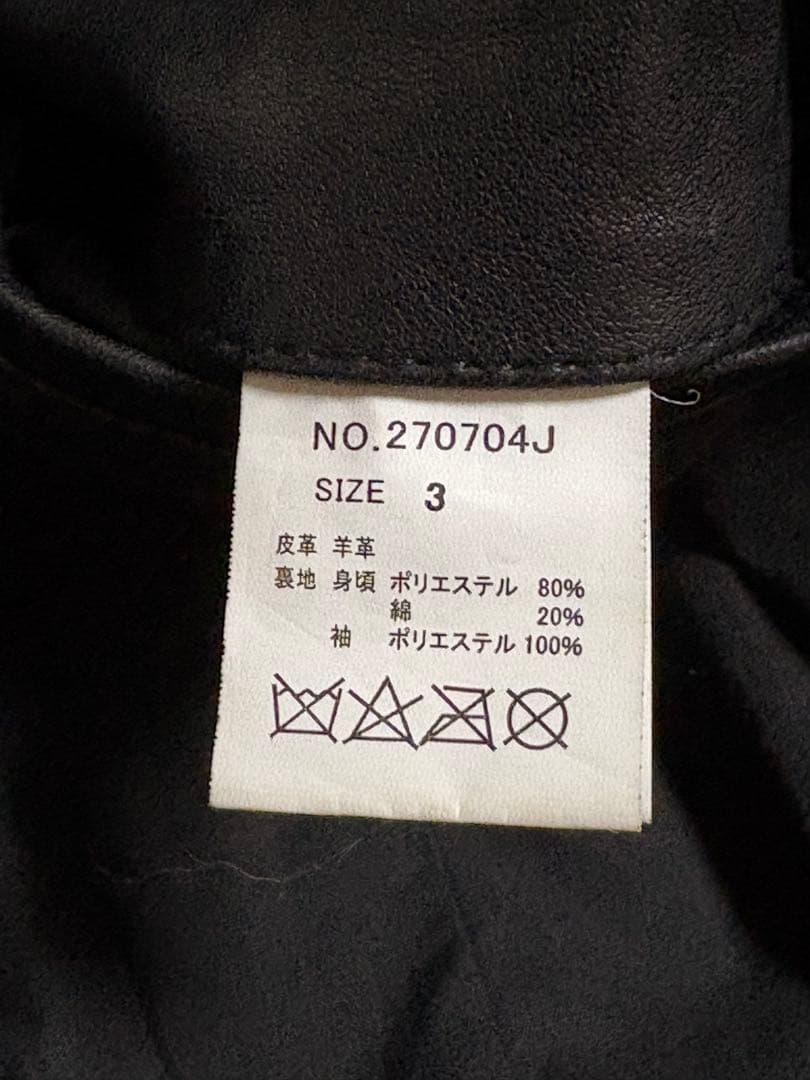 NO.270704J
SIZE 3
皮革 羊革
裏地 身頃 ポリエステル 80%
綿 20%
袖 ポリエステル 100%